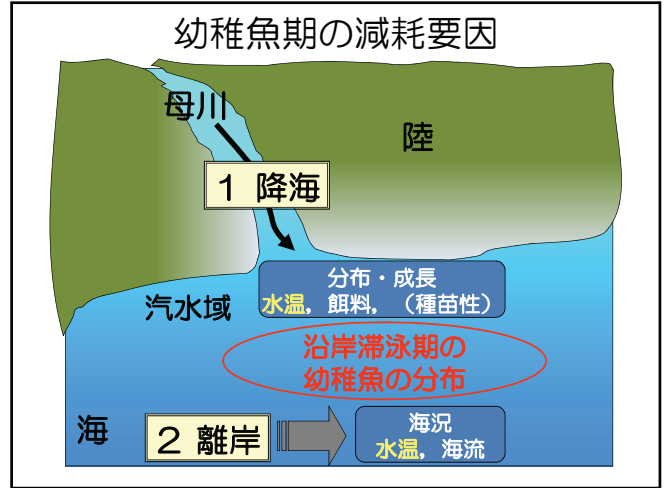 幼稚魚期の減耗要因
母川
陸
1 降海
分布・成長
水温，餌料，（種苗性）
汽水域
沿岸滞泳期の
幼稚魚の分布
海
2 離岸
海況
水温，海流